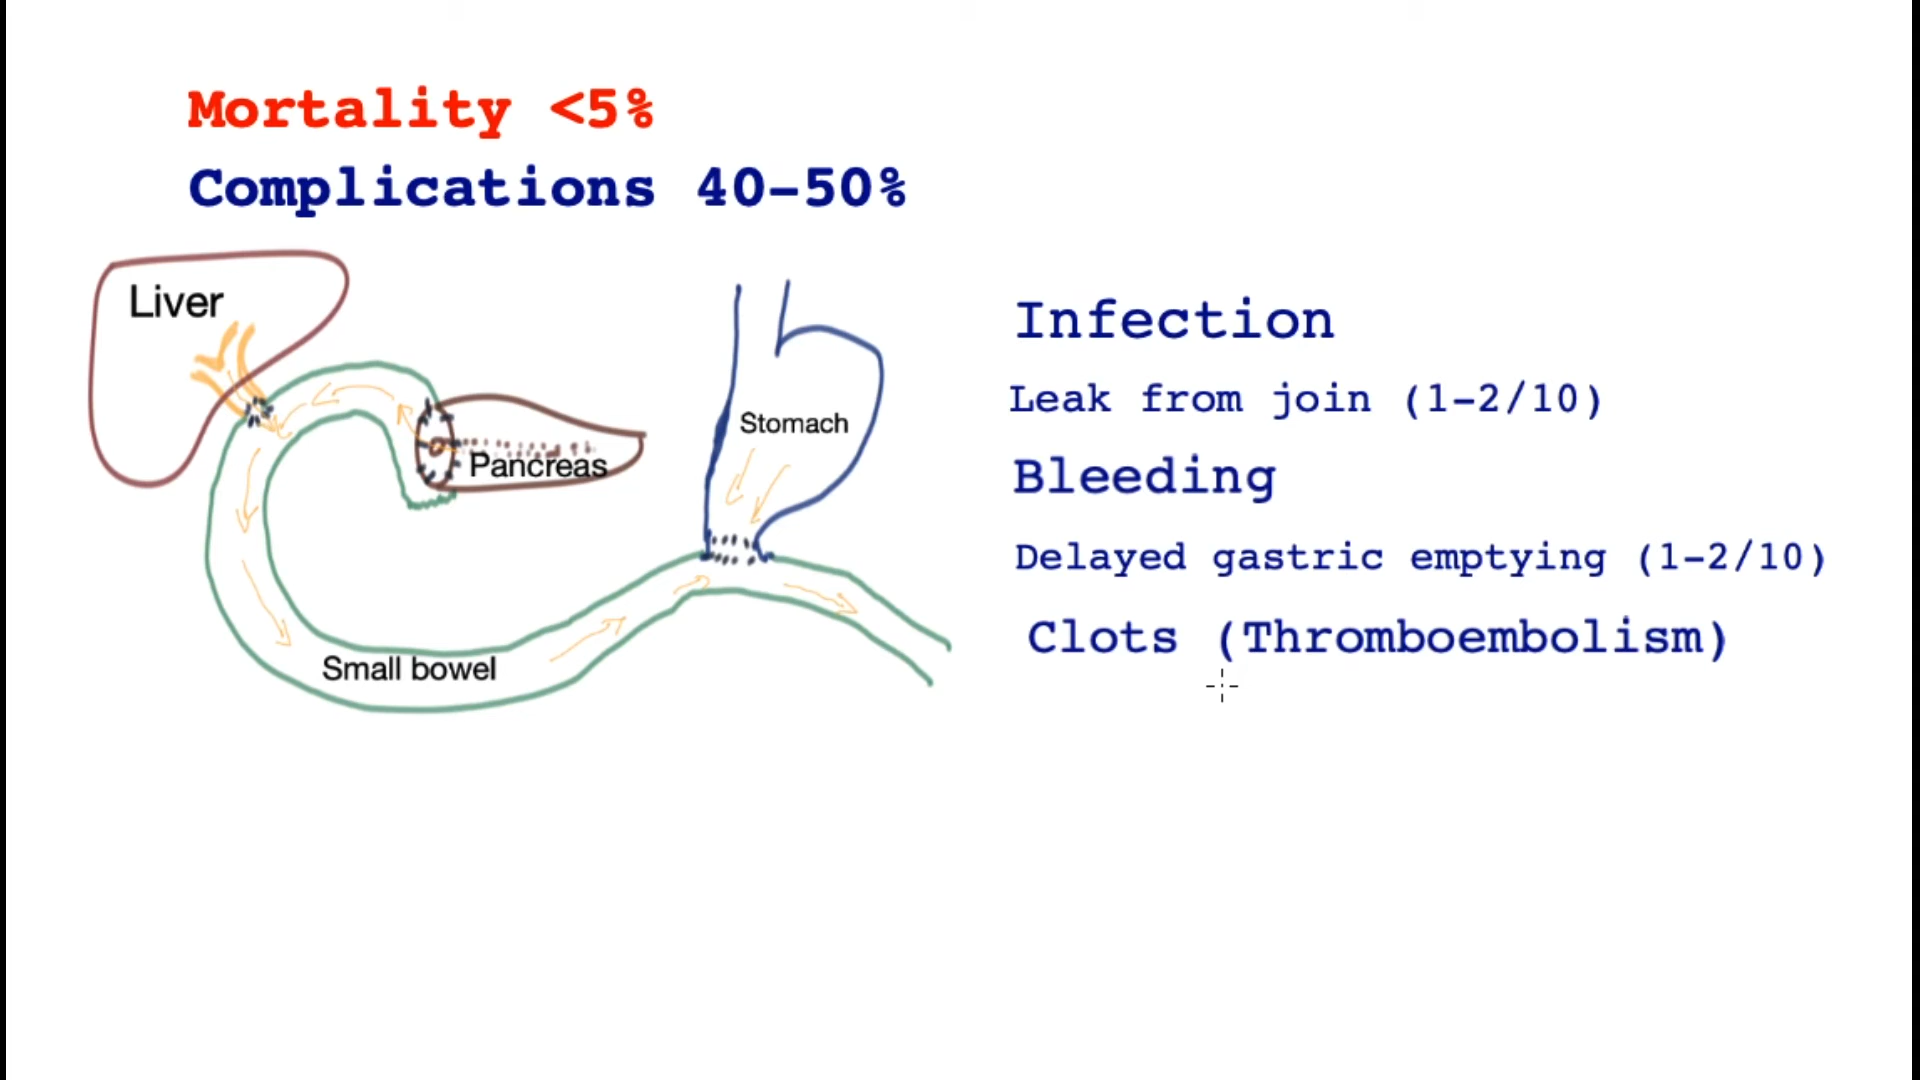 Mortality <5%
Complications 40-50%
Liver
Pancreas
Stomach
Small bowel
Infection
Leak from join (1-2/10)
Bleeding
Delayed gastric emptying (1-2/10)
Clots (Thromboembolism)